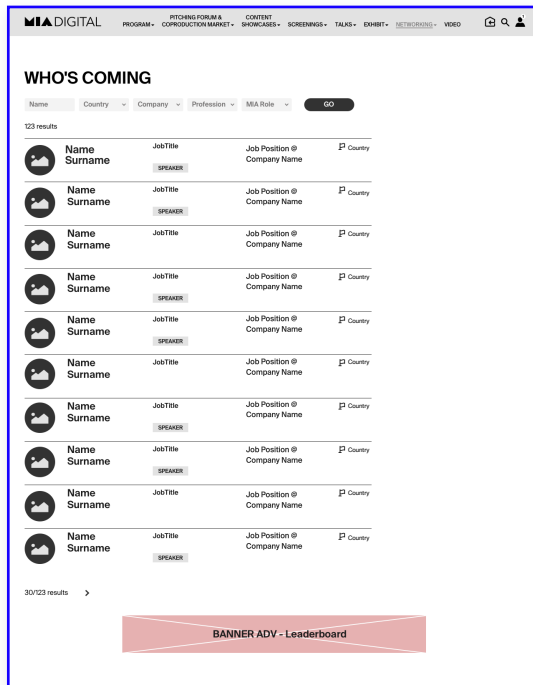 MIADIGITAL
PROGRAM
PITCHING FORUM &
COPRODUCTION MARKET
CONTENT
SHOWCASES
SCREENINGS
TALKS
EXHIBIT
NETWORKING
VIDEO
WHO'S COMING
Name Country Company Profession MIA Role GO
123 results
Name
Surname
JobTitle
SPEAKER
Job Position @
Company Name
Country
Name
Surname
JobTitle
SPEAKER
Job Position @
Company Name
Country
Name
Surname
JobTitle
Job Position @
Company Name
Country
Name
Surname
JobTitle
SPEAKER
Job Position @
Company Name
Country
Name
Surname
JobTitle
SPEAKER
Job Position @
Company Name
Country
Name
Surname
JobTitle
Job Position @
Company Name
Country
Name
Surname
JobTitle
SPEAKER
Job Position @
Company Name
Country
Name
Surname
JobTitle
SPEAKER
Job Position @
Company Name
Country
Name
Surname
JobTitle
Job Position @
Company Name
Country
Name
Surname
JobTitle
SPEAKER
Job Position @
Company Name
Country
30/123 results
BANNER ADV - Leaderboard